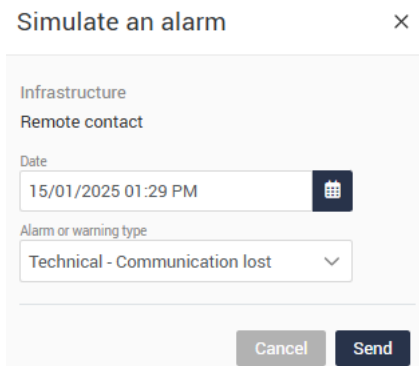 Simulate an alarm
Infrastructure
Remote contact
Date
15/01/2025 01:29 PM
Alarm or warning type
Technical - Communication lost
Cancel Send